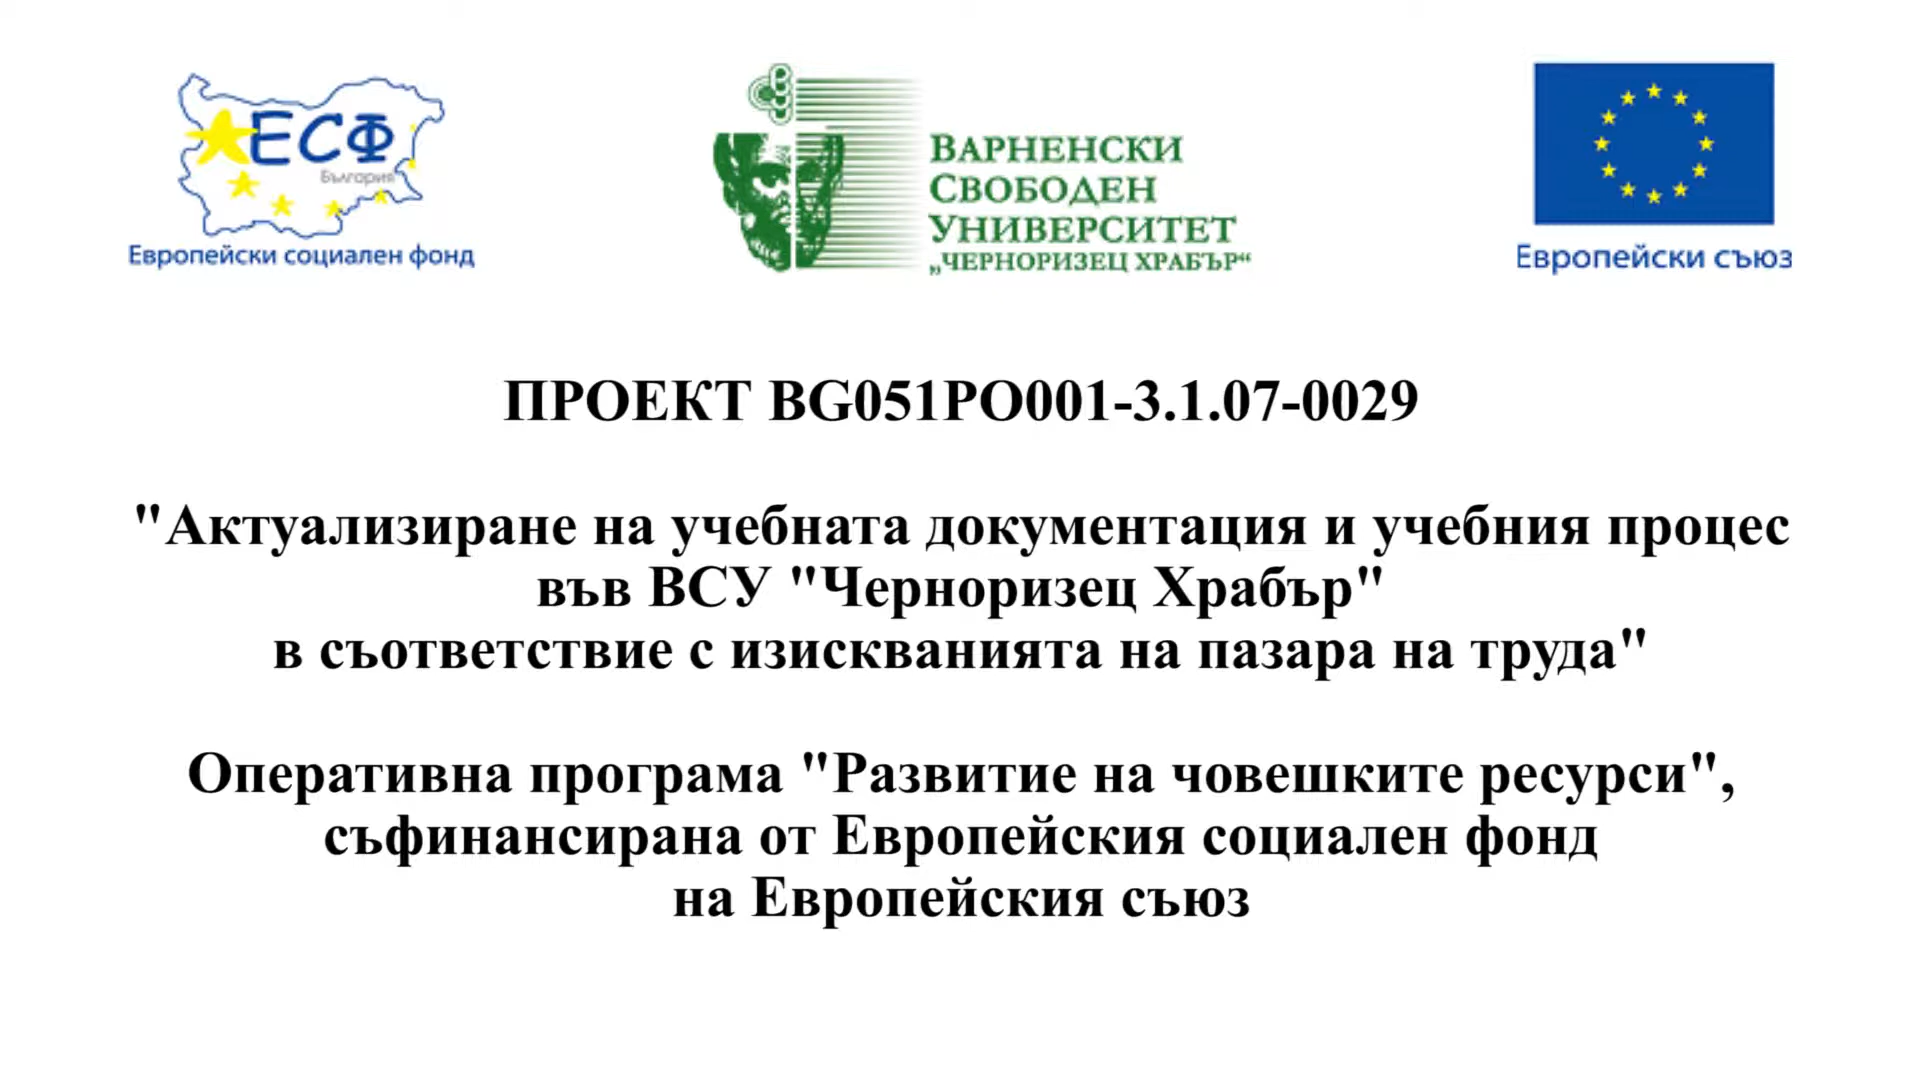 ЕСФ
България
Европейски социален фонд
ВАРНЕНСКИ
СВОБОДЕН
УНИВЕРСИТЕТ
„ЧЕРНОРИЗЕЦ ХРАБЪР“
Европейски съюз
ПРОЕКТ BG051PO001-3.1.07-0029
"Актуализиране на учебната документация и учебния процес
във ВСУ "Черноризец Храбър"
в съответствие с изискванията на пазара на труда"
Оперативна програма "Развитие на човешките ресурси",
съфинансирана от Европейския социален фонд
на Европейския съюз